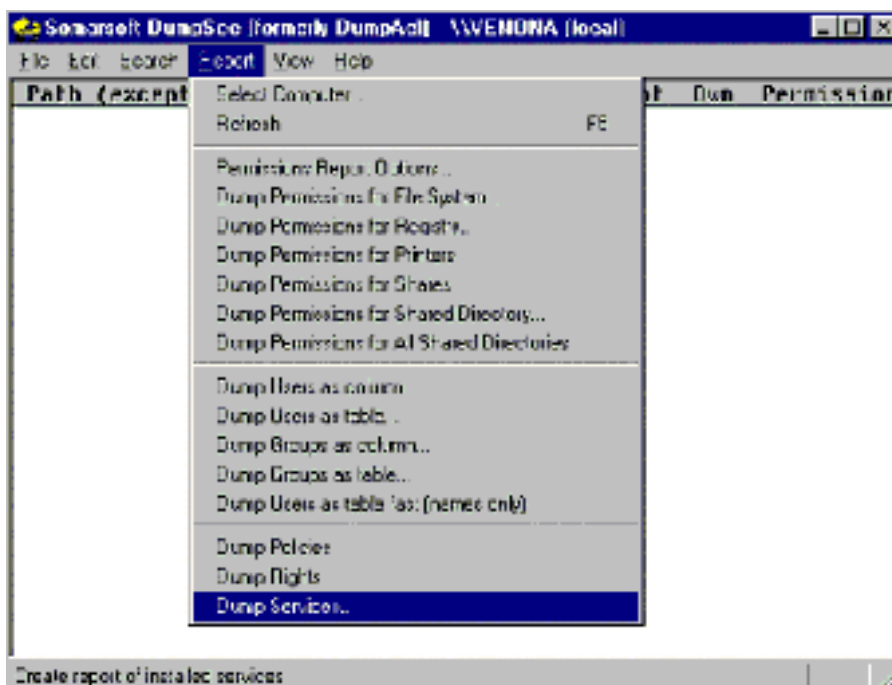 Somarsoft DumpSec (formerly DumpAcl) \\VENONA (local)
File Edit Search Report View Help
Path (except Own Permission
Select Computer...
Refresh F5
Permissions Report Options...
Dump Permissions for File System...
Dump Permissions for Registry...
Dump Permissions for Printers
Dump Permissions for Shares
Dump Permissions for Shared Directory...
Dump Permissions for All Shared Directories
Dump Users as column
Dump Users as table...
Dump Groups as column...
Dump Groups as table...
Dump Users as table fast (names only)
Dump Policies
Dump Rights
Dump Services...
Create report of installed services